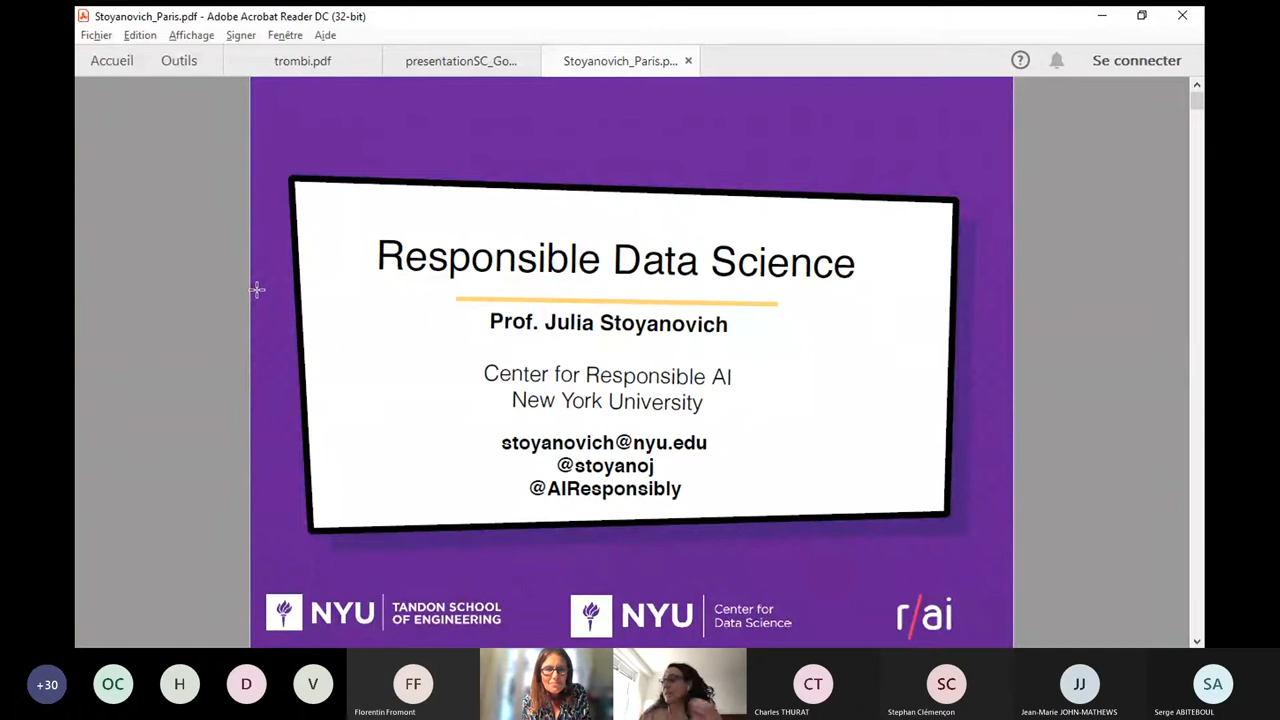 Stoyanovich_Paris.pdf - Adobe Acrobat Reader DC (32-bit)
Fichier Edition Affichage Signer Fenêtre Aide
Accueil Outils trombi.pdf presentationSC_Go... Stoyanovich_Paris.p... × ? Se connecter
Responsible Data Science
Prof. Julia Stoyanovich
Center for Responsible AI
New York University
stoyanovich@nyu.edu
@stoyanoj
@AIResponsibly
NYU TANDON SCHOOL
OF ENGINEERING
NYU Center for
Data Science
r/ai
+30 OC H D V FF CT SC JJ SA
Florentin Fromont Charles THURAT Stephan Clémençon Jean-Marie JOHN-MATHEWS Serge ABITEBOUL